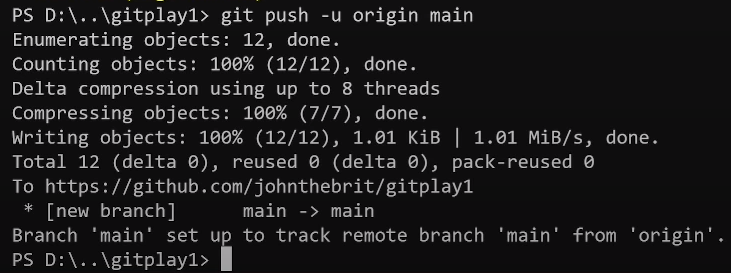 PS D:\..\gitplay1> git push -u origin main
Enumerating objects: 12, done.
Counting objects: 100% (12/12), done.
Delta compression using up to 8 threads
Compressing objects: 100% (7/7), done.
Writing objects: 100% (12/12), 1.01 KiB | 1.01 MiB/s, done.
Total 12 (delta 0), reused 0 (delta 0), pack-reused 0
To https://github.com/johnthebrit/gitplay1
 * [new branch]      main -> main
Branch 'main' set up to track remote branch 'main' from 'origin'.
PS D:\..\gitplay1>